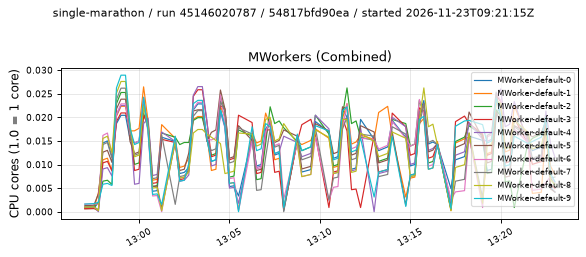 single-marathon / run 45146020787 / 54817bfd90ea / started 2026-11-23T09:21:15Z
MWorkers (Combined)
CPU cores (1.0 = 1 core)
0.030
0.025
0.020
0.015
0.010
0.005
0.000
13:00
13:05
13:10
13:15
13:20
MWorker-default-0
MWorker-default-1
MWorker-default-2
MWorker-default-3
MWorker-default-4
MWorker-default-5
MWorker-default-6
MWorker-default-7
MWorker-default-8
MWorker-default-9